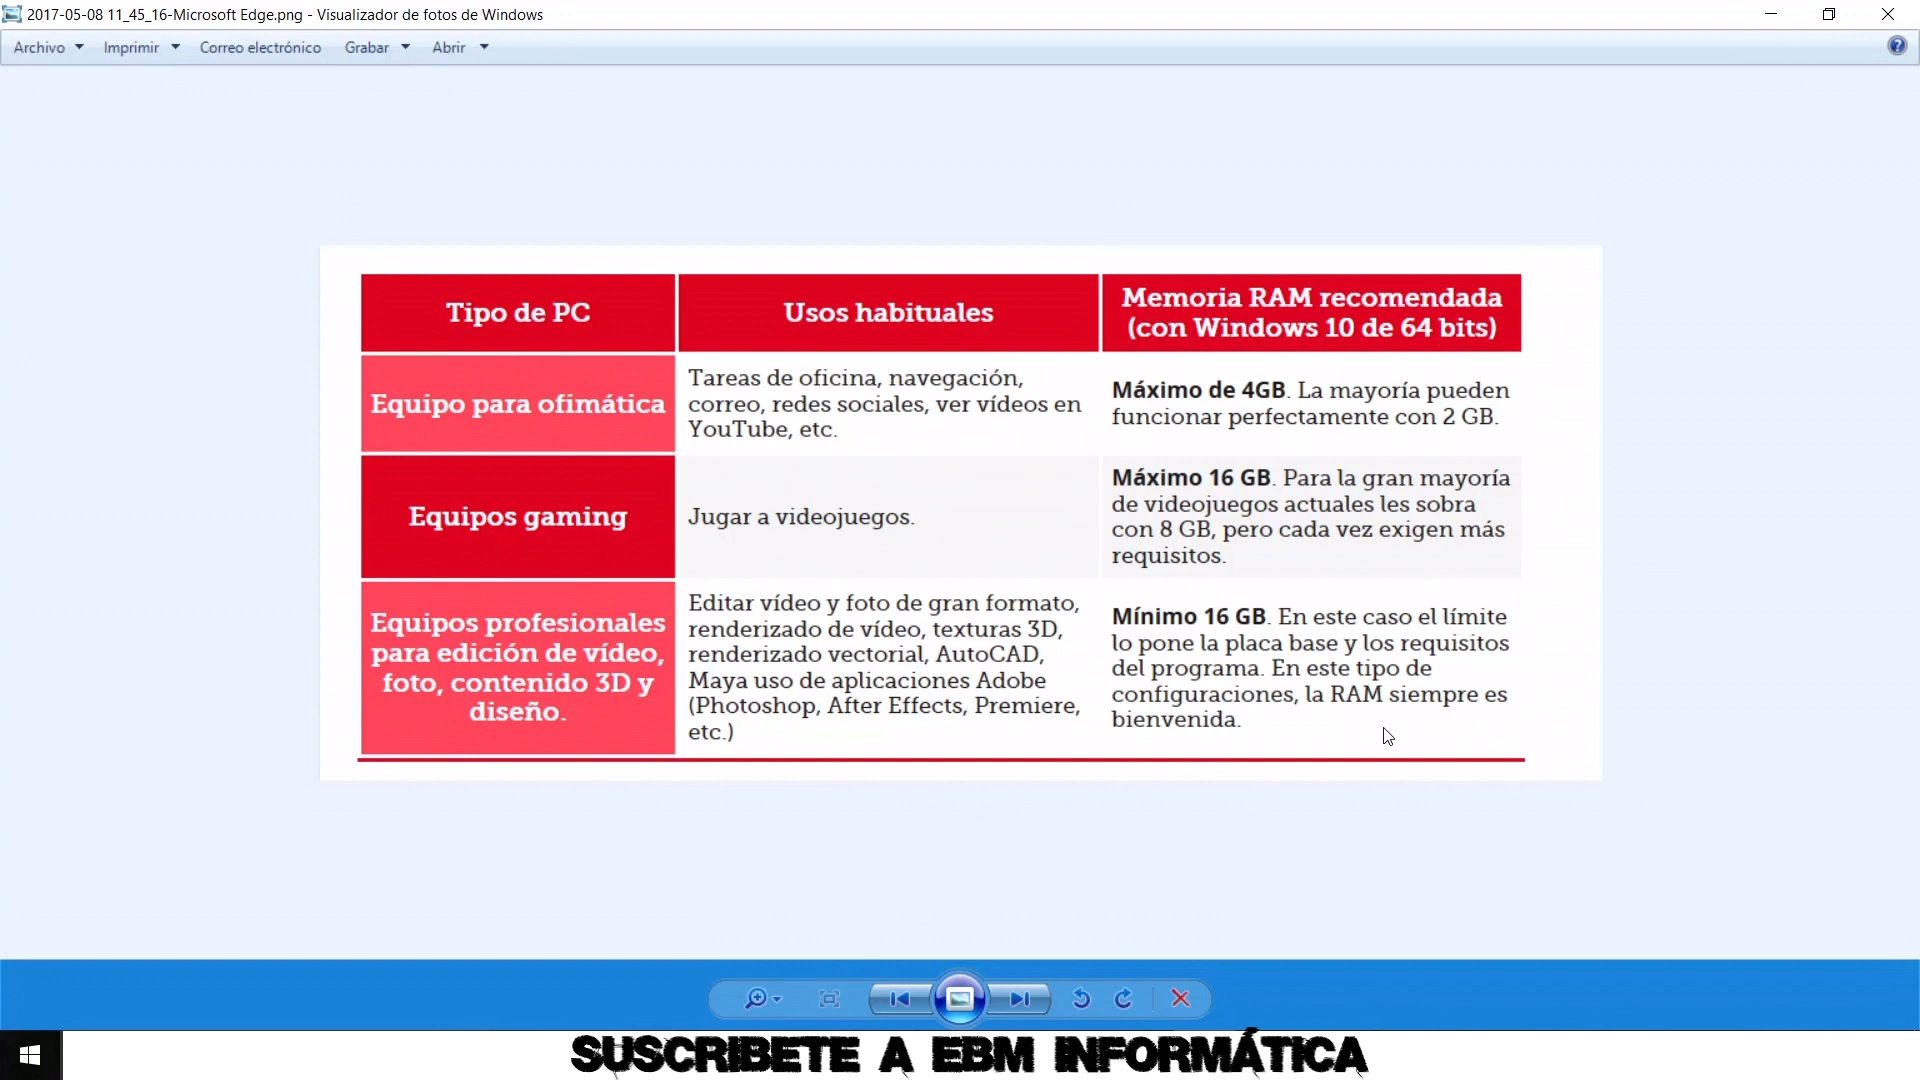 2017-05-08 11_45_16-Microsoft Edge.png - Visualizador de fotos de Windows
Archivo Imprimir Correo electrónico Grabar Abrir
Tipo de PC
Usos habituales
Memoria RAM recomendada
(con Windows 10 de 64 bits)
Equipo para ofimática
Tareas de oficina, navegación,
correo, redes sociales, ver vídeos en
YouTube, etc.
Máximo de 4GB. La mayoría pueden
funcionar perfectamente con 2 GB.
Equipos gaming
Jugar a videojuegos.
Máximo 16 GB. Para la gran mayoría
de videojuegos actuales les sobra
con 8 GB, pero cada vez exigen más
requisitos.
Equipos profesionales
para edición de vídeo,
foto, contenido 3D y
diseño.
Editar vídeo y foto de gran formato,
renderizado de vídeo, texturas 3D,
renderizado vectorial, AutoCAD,
Maya uso de aplicaciones Adobe
(Photoshop, After Effects, Premiere,
etc.)
Mínimo 16 GB. En este caso el límite
lo pone la placa base y los requisitos
del programa. En este tipo de
configuraciones, la RAM siempre es
bienvenida.
SUSCRIBETE A EBM INFORMÁTICA